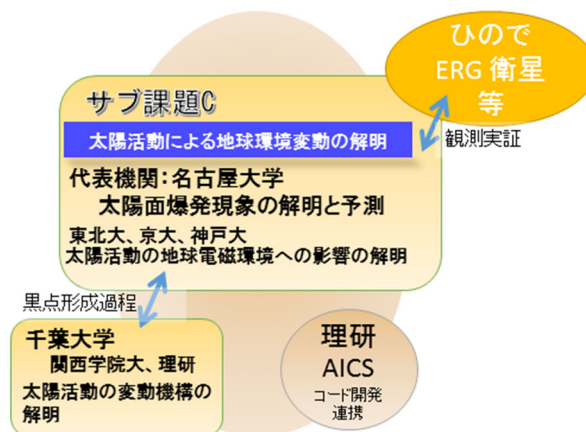 ひので
ERG 衛星
等
サブ課題C
太陽活動による地球環境変動の解明
観測実証
代表機関：名古屋大学
太陽面爆発現象の解明と予測
東北大、京大、神戸大
太陽活動の地球電磁環境への影響の解明
黒点形成過程
千葉大学
関西学院大、理研
太陽活動の変動機構の
解明
理研
AICS
コード開発
連携